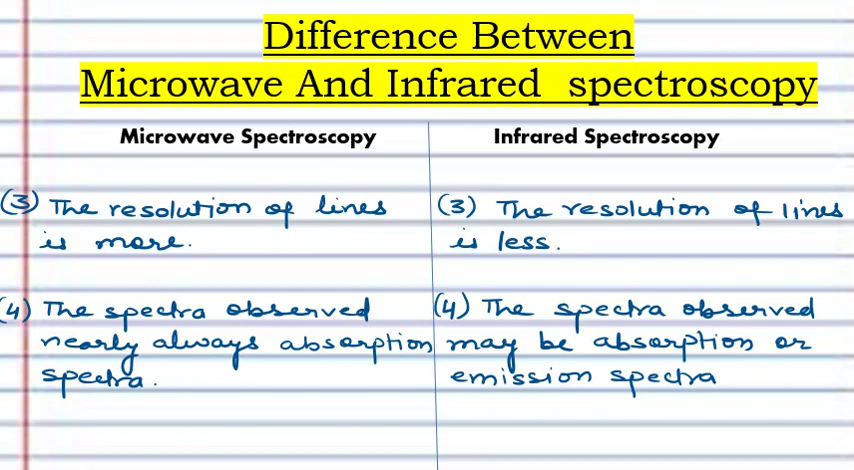 Difference Between
Microwave And Infrared spectroscopy
Microwave Spectroscopy
(3) The resolution of lines
is more.
(4) The spectra observed
nearly always absorption
spectra.
Infrared Spectroscopy
(3) The resolution of lines
is less.
(4) The spectra observed
may be absorption or
emission spectra